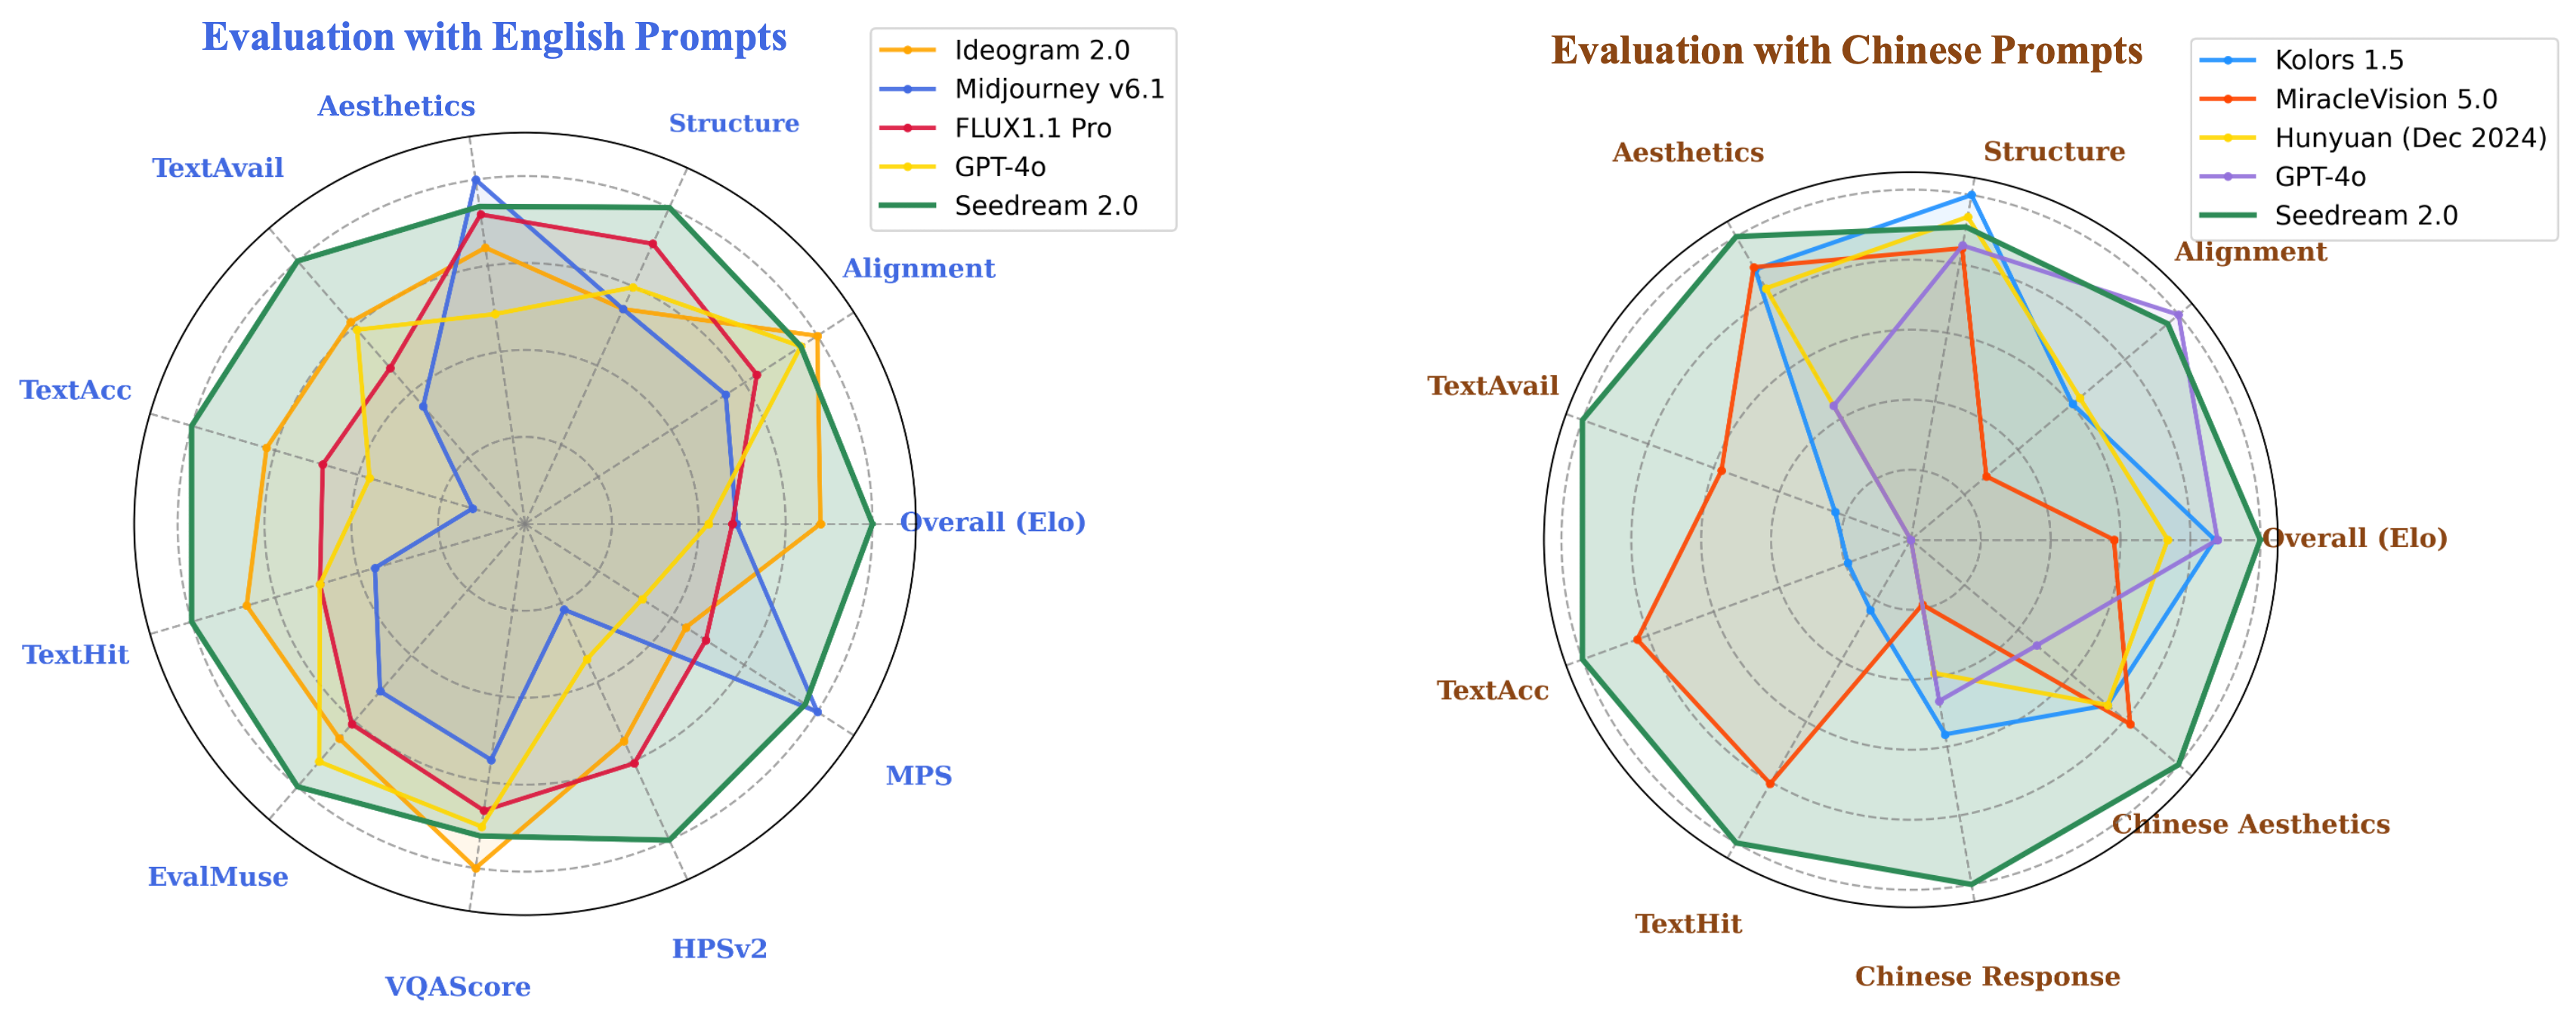 Evaluation with English Prompts
Ideogram 2.0
Midjourney v6.1
FLUX1.1 Pro
GPT-4o
Seedream 2.0
Aesthetics
Structure
TextAvail
Alignment
TextAcc
Overall (Elo)
TextHit
MPS
EvalMuse
HPSv2
VQAScore
Evaluation with Chinese Prompts
Kolors 1.5
MiracleVision 5.0
Hunyuan (Dec 2024)
GPT-4o
Seedream 2.0
Aesthetics
Structure
Alignment
TextAvail
Overall (Elo)
TextAcc
Chinese Aesthetics
TextHit
Chinese Response